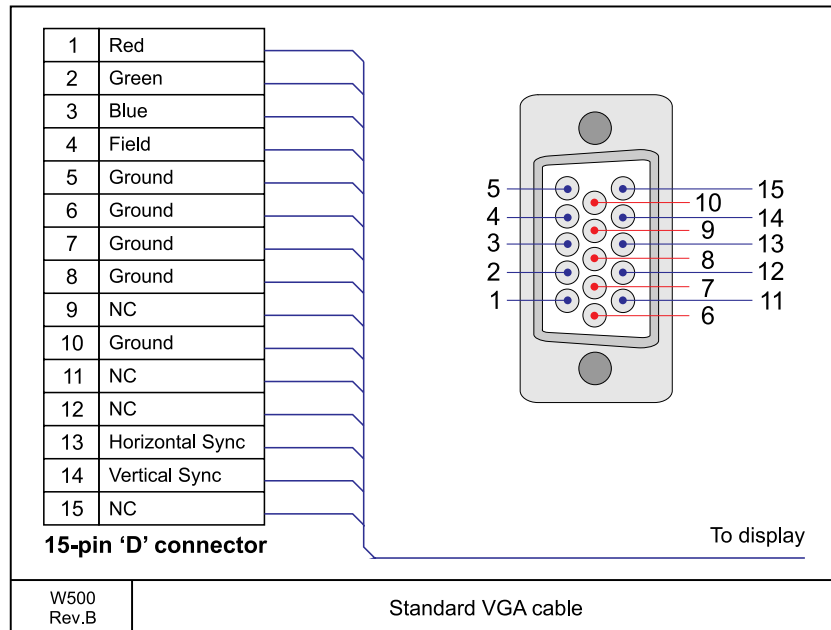 1 Red
2 Green
3 Blue
4 Field
5 Ground
6 Ground
7 Ground
8 Ground
9 NC
10 Ground
11 NC
12 NC
13 Horizontal Sync
14 Vertical Sync
15 NC
15-pin ‘D’ connector
5 15
10
4 14
9
3 13
8
2 12
7
1 11
6
To display
W500
Rev.B
Standard VGA cable